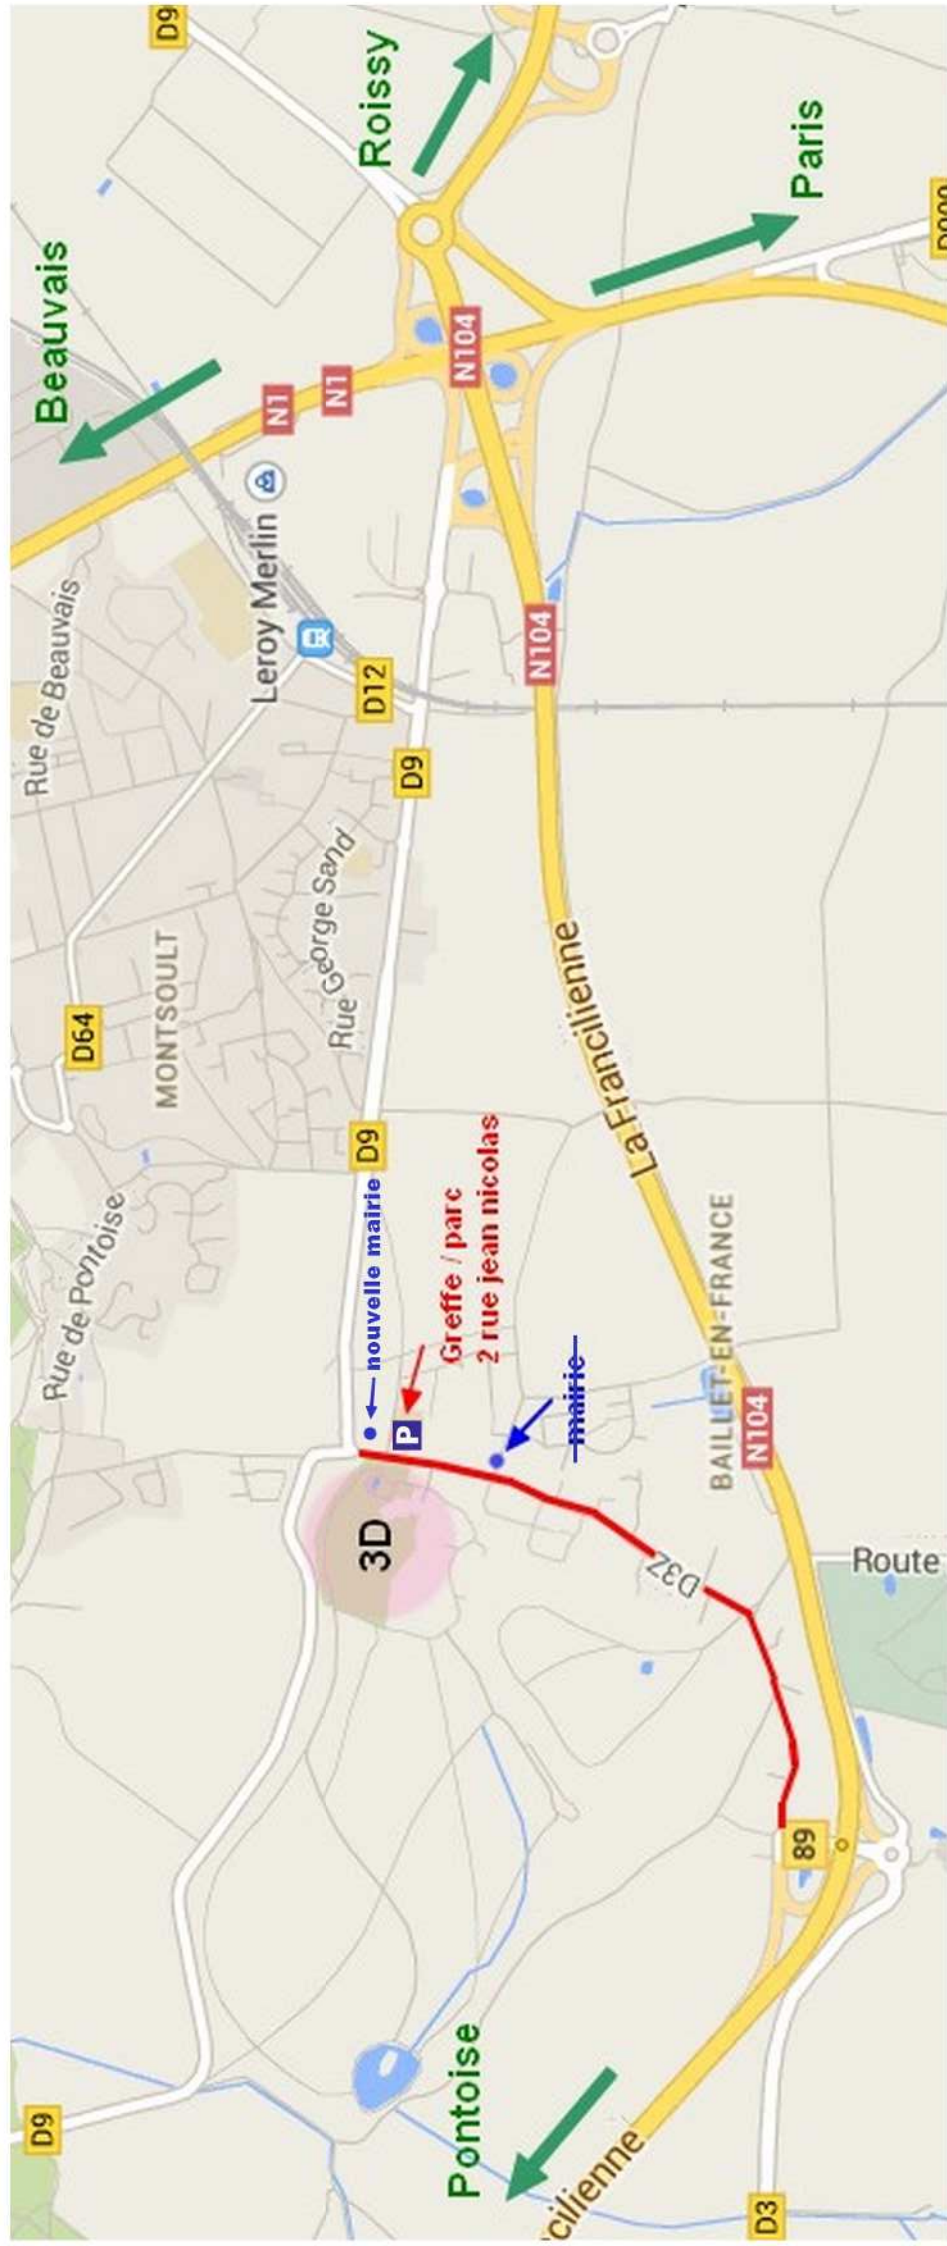 D9
Roissy
Beauvais
Paris
N1
N1
N104
Leroy Merlin
Rue de Beauvais
D12
N104
D9
Rue George Sand
MONTSOULT
D64
La Francilienne
D9
Rue de Pontoise
nouvelle mairie
Greffe / parc
2 rue jean nicolas
P
mairie
BAILLET-EN-FRANCE
N104
3D
D3Z
Route
89
Pontoise
cilienne
D9
D3